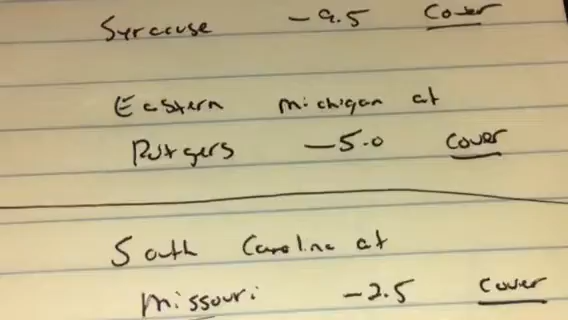 Syracuse -9.5 Cover
Eastern Michigan at
Rutgers -5.0 Cover
South Carolina at
Missouri -2.5 Cover